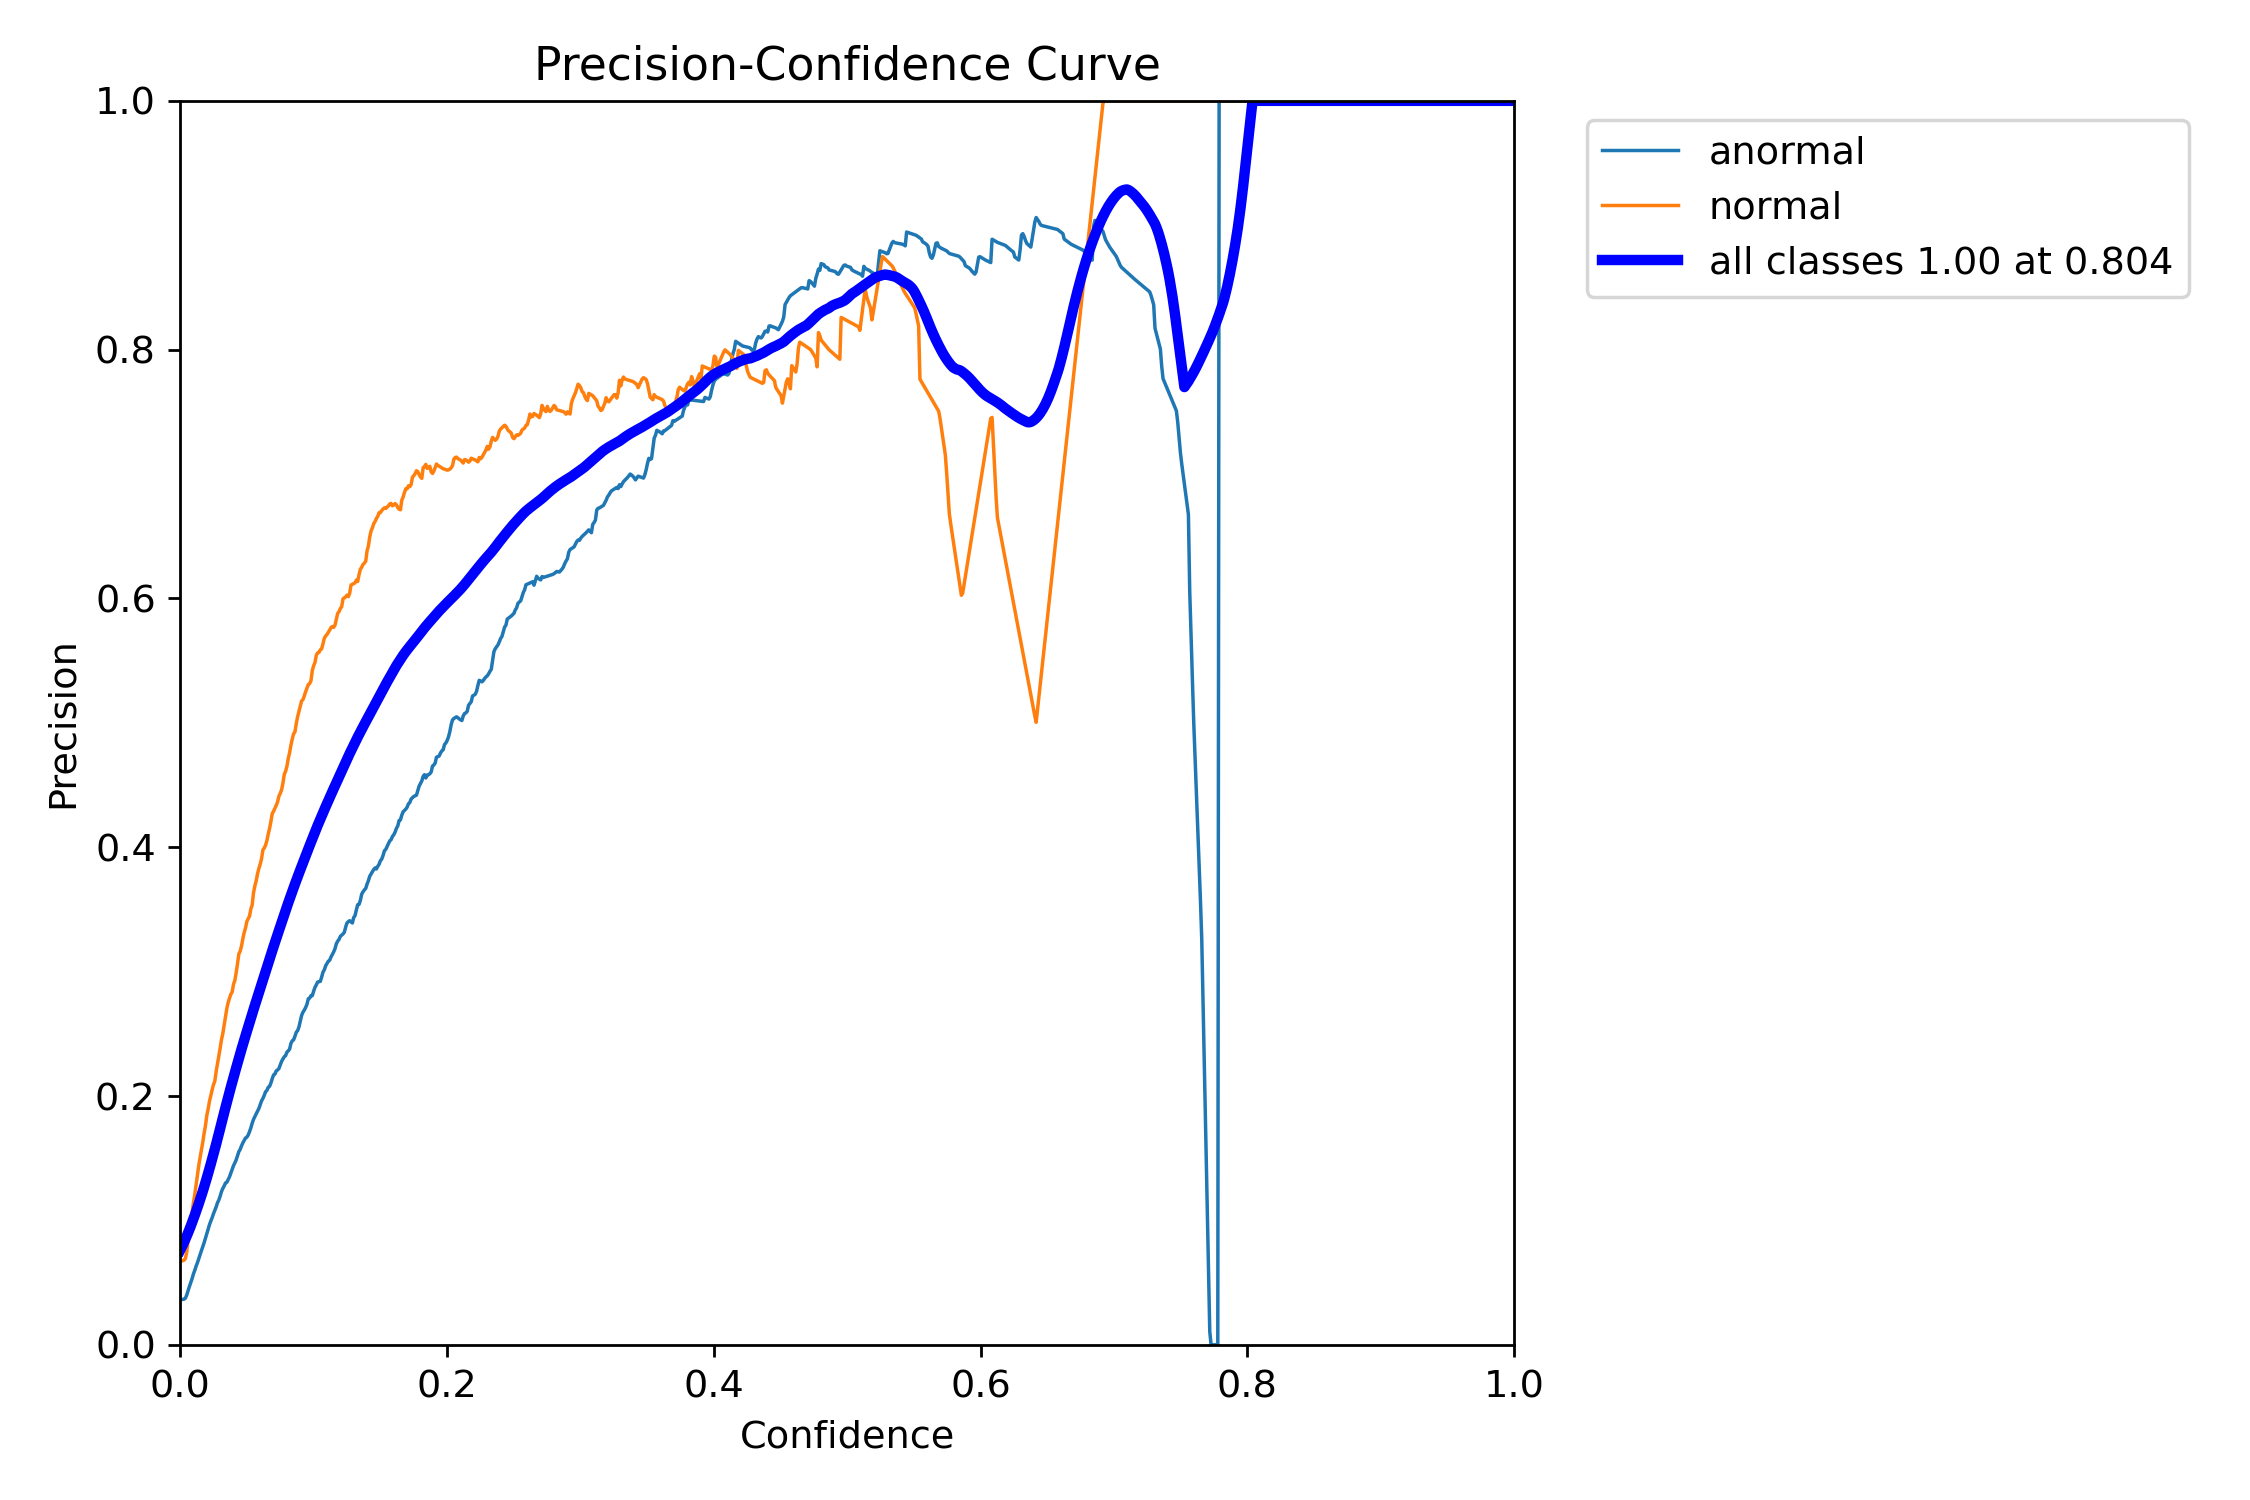 Precision-Confidence Curve
anormal
normal
all classes 1.00 at 0.804
Precision
1.0
0.8
0.6
0.4
0.2
0.0
0.0 0.2 0.4 0.6 0.8 1.0
Confidence